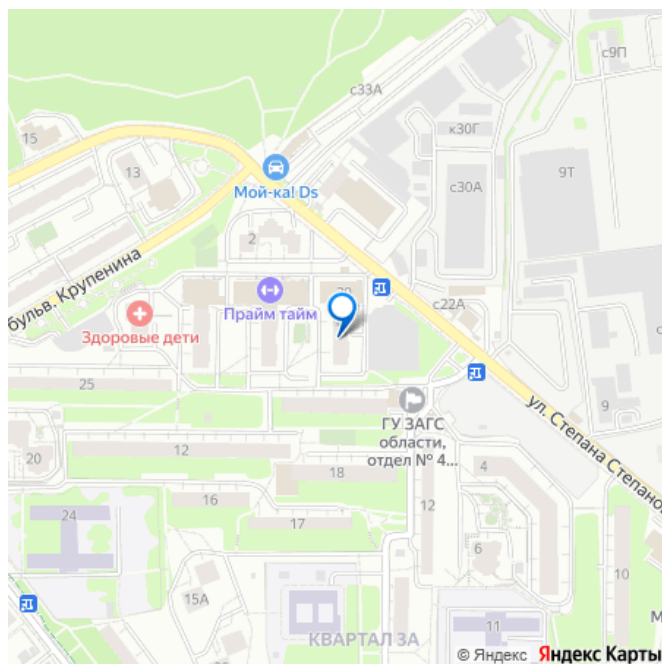 с9П
с33А
15
к30Г
13
Мой-ка! Ds
с30А
9Т
2
бульв. Крупенина
Прайм тайм
с22А
Здоровые дети
25
9
ГУ ЗАГС
области,
отдел № 4...
ул. Степана Степанов
12
20
18
4
16
12
24
17
6
10
15А
11
КВАРТАЛ 3А
© Яндекс Яндекс Карты